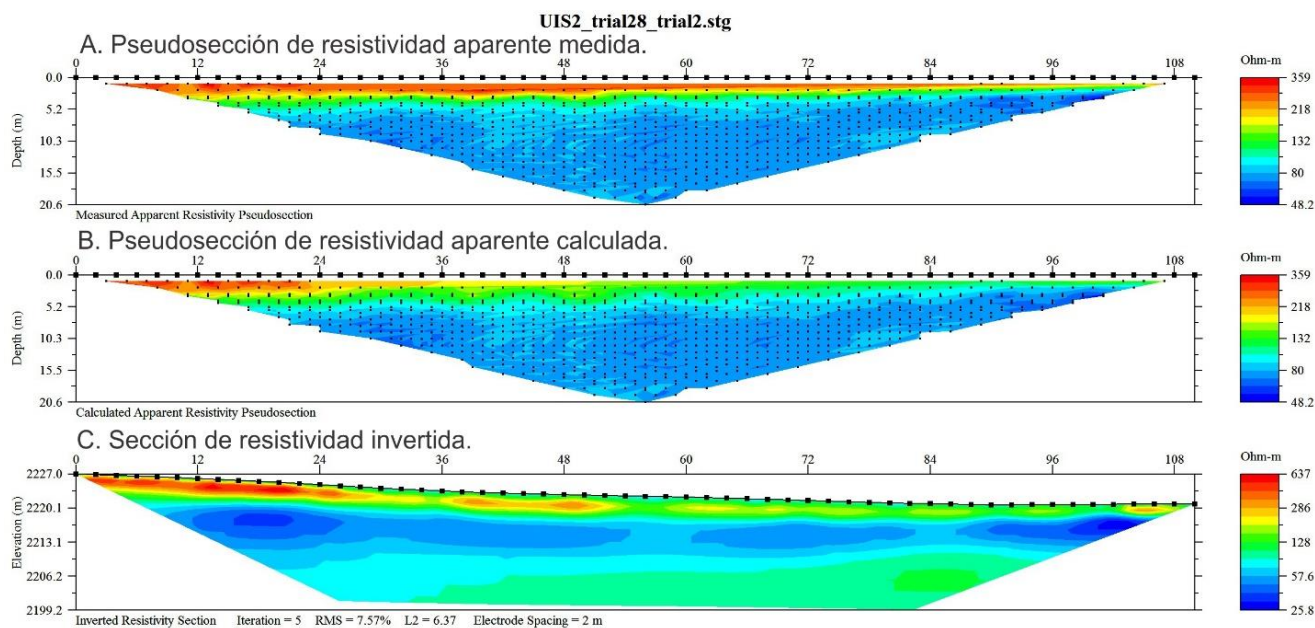 UIS2_trial28_trial2.stg
A. Pseudosección de resistividad aparente medida.
0 12 24 36 48 60 72 84 96 108
Ohm-m
Depth (m)
0.0
5.2
10.3
15.5
20.6
359
218
132
80
48.2
Measured Apparent Resistivity Pseudosection
B. Pseudosección de resistividad aparente calculada.
0 12 24 36 48 60 72 84 96 108
Ohm-m
Depth (m)
0.0
5.2
10.3
15.5
20.6
359
218
132
80
48.2
Calculated Apparent Resistivity Pseudosection
C. Sección de resistividad invertida.
0 12 24 36 48 60 72 84 96 108
Ohm-m
Elevation (m)
2227.0
2220.1
2213.1
2206.2
2199.2
637
286
128
57.6
25.8
Inverted Resistivity Section Iteration = 5 RMS = 7.57% L2 = 6.37 Electrode Spacing = 2 m